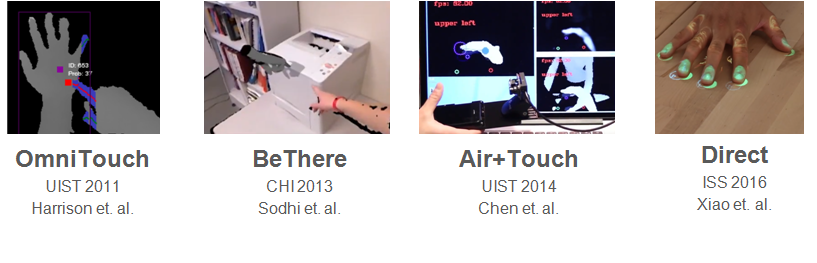 ID: 653
Prob: 37
fps: 82.00
upper left
upper left
OmniTouch
UIST 2011
Harrison et. al.
BeThere
CHI 2013
Sodhi et. al.
Air+Touch
UIST 2014
Chen et. al.
Direct
ISS 2016
Xiao et. al.